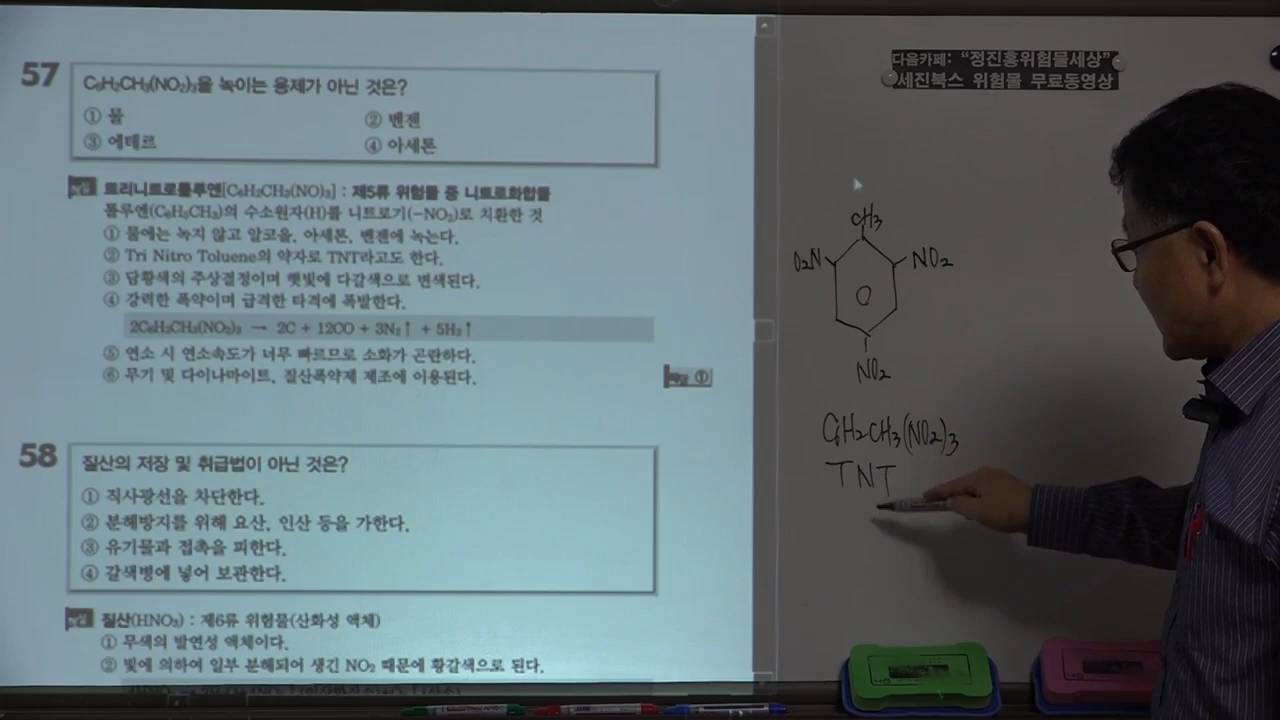 57
C₆H₂CH₃(NO₂)₃을 녹이는 용제가 아닌 것은?
① 물
② 벤젠
③ 에테르
④ 아세톤
트리니트로톨루엔[C₆H₂CH₃(NO)₃] : 제5류 위험물 중 니트로화합물
톨루엔(C₆H₅CH₃)의 수소원자(H)를 니트로기(-NO₂)로 치환한 것
① 물에는 녹지 않고 알코올, 아세톤, 벤젠에 녹는다.
② Tri Nitro Toluene의 약자로 TNT라고도 한다.
③ 담황색의 주상결정이며 햇빛에 다갈색으로 변색된다.
④ 강력한 폭약이며 급격한 타격에 폭발한다.
2C₆H₂CH₃(NO₂)₃ → 2C + 12CO + 3N₂↑ + 5H₂↑
⑤ 연소 시 연소속도가 너무 빠르므로 소화가 곤란하다.
⑥ 무기 및 다이나마이트, 질산폭약제 제조에 이용된다.
①
58
질산의 저장 및 취급법이 아닌 것은?
① 직사광선을 차단한다.
② 분해방지를 위해 요산, 인산 등을 가한다.
③ 유기물과 접촉을 피한다.
④ 갈색병에 넣어 보관한다.
질산(HNO₃) : 제6류 위험물(산화성 액체)
① 무색의 발연성 액체이다.
② 빛에 의하여 일부 분해되어 생긴 NO₂ 때문에 황갈색으로 된다.
다음카페: "정진홍위험물세상"
세진북스 위험물 무료동영상
CH₃
O₂N
NO₂
NO₂
C₆H₂CH₃(NO₂)₃
TNT